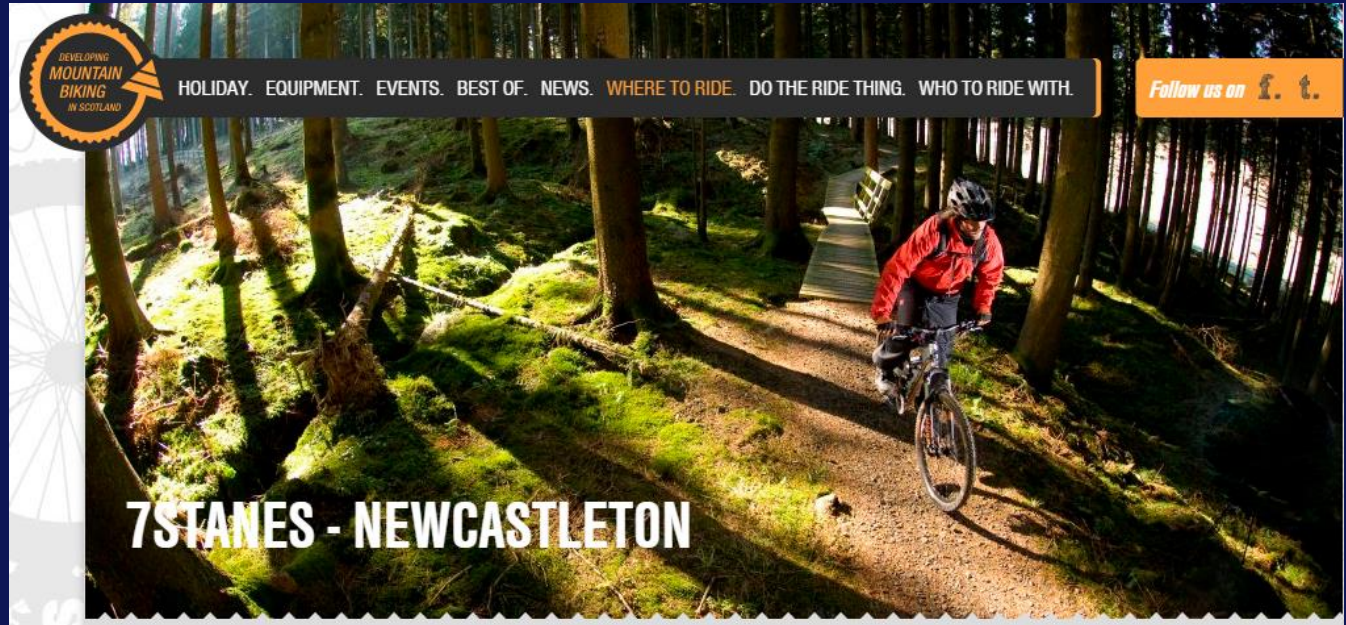 DEVELOPING
MOUNTAIN
BIKING
IN SCOTLAND
HOLIDAY. EQUIPMENT. EVENTS. BEST OF. NEWS. WHERE TO RIDE. DO THE RIDE THING. WHO TO RIDE WITH.
Follow us on f. t.
7STANES - NEWCASTLETON